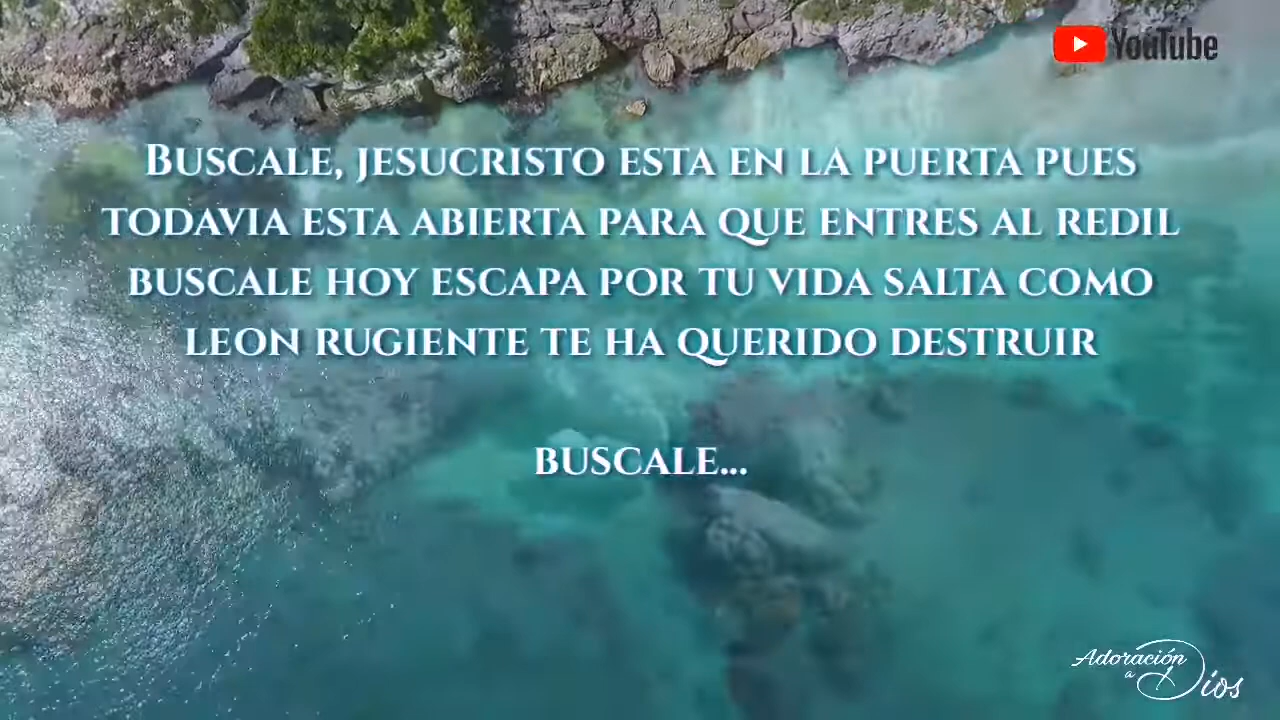 YouTube
BUSCALE, JESUCRISTO ESTA EN LA PUERTA PUES
TODAVIA ESTA ABIERTA PARA QUE ENTRES AL REDIL
BUSCALE HOY ESCAPA POR TU VIDA SALTA COMO
LEON RUGIENTE TE HA QUERIDO DESTRUIR
BUSCALE...
Adoración
a Dios